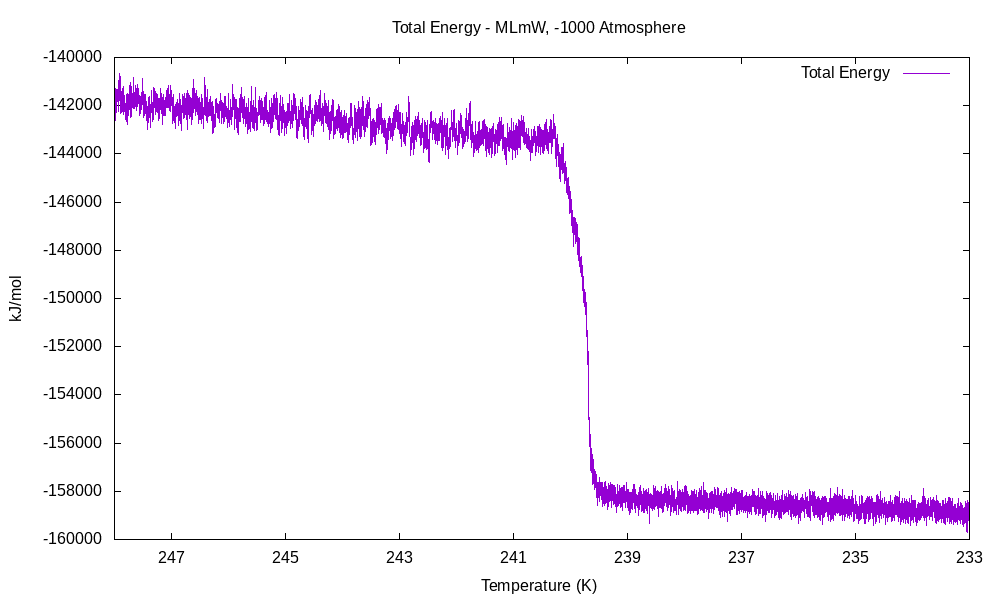 Total Energy - MLmW, -1000 Atmosphere
Total Energy
-140000
-142000
-144000
-146000
-148000
-150000
-152000
-154000
-156000
-158000
-160000
kJ/mol
247 245 243 241 239 237 235 233
Temperature (K)